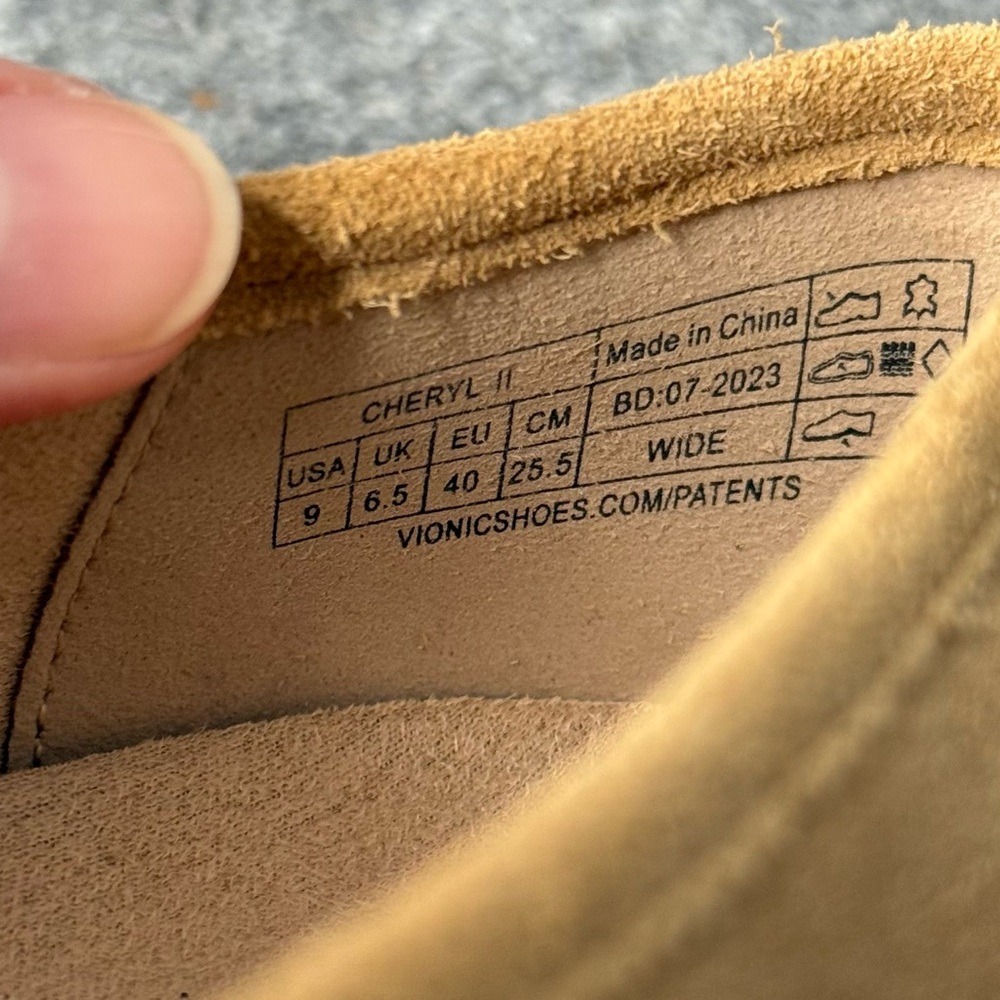 CHERYL II Made in China
USA UK EU CM BD:07-2023
9 6.5 40 25.5 WIDE
VIONICSHOES.COM/PATENTS